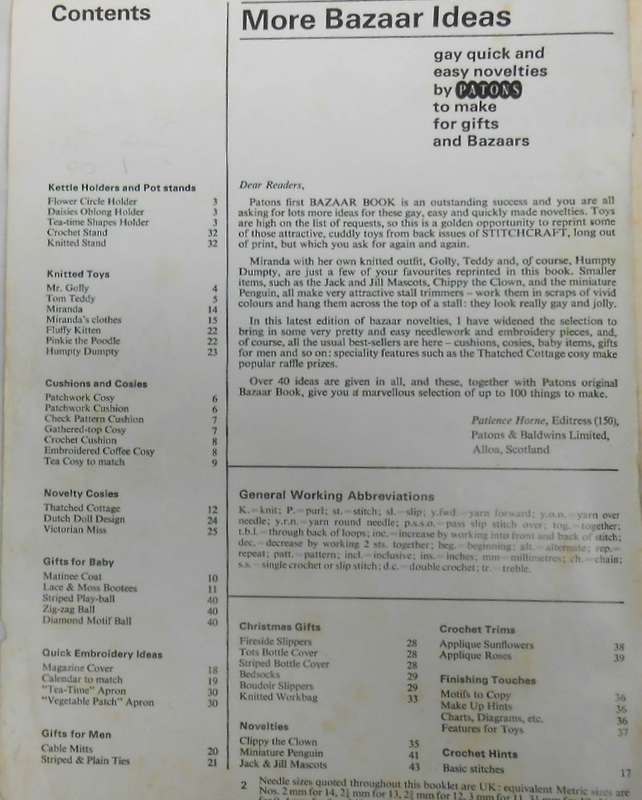 Contents
Kettle Holders and Pot stands
Flower Circle Holder 3
Daisies Oblong Holder 3
Tea-time Shapes Holder 3
Crochet Stand 32
Knitted Stand 32
Knitted Toys
Mr. Golly 4
Tom Teddy 5
Miranda 14
Miranda's clothes 15
Fluffy Kitten 22
Pinkie the Poodle 22
Humpty Dumpty 23
Cushions and Cosies
Patchwork Cosy 6
Patchwork Cushion 6
Check Pattern Cushion 7
Gathered-top Cosy 7
Crochet Cushion 8
Embroidered Coffee Cosy 8
Tea Cosy to match 9
Novelty Cosies
Thatched Cottage 12
Dutch Doll Design 24
Victorian Miss 25
Gifts for Baby
Matinee Coat 10
Lace & Moss Bootees 11
Striped Play-ball 40
Zig-zag Ball 40
Diamond Motif Ball 40
Quick Embroidery Ideas
Magazine Cover 18
Calendar to match 19
"Tea-Time" Apron 30
"Vegetable Patch" Apron 30
Gifts for Men
Cable Mitts 20
Striped & Plain Ties 21
More Bazaar Ideas
gay quick and
easy novelties
by PATONS
to make
for gifts
and Bazaars
Dear Readers,
Patons first BAZAAR BOOK is an outstanding success and you are all
asking for lots more ideas for these gay, easy and quickly made novelties. Toys
are high on the list of requests, so this is a golden opportunity to reprint some
of those attractive, cuddly toys from back issues of STITCHCRAFT, long out
of print, but which you ask for again and again.
Miranda with her own knitted outfit, Golly, Teddy and, of course, Humpty
Dumpty, are just a few of your favourites reprinted in this book. Smaller
items, such as the Jack and Jill Mascots, Chippy the Clown, and the miniature
Penguin, all make very attractive stall trimmers – work them in scraps of vivid
colours and hang them across the top of a stall: they look really gay and jolly.
In this latest edition of bazaar novelties, I have widened the selection to
bring in some very pretty and easy needlework and embroidery pieces, and,
of course, all the usual best-sellers are here – cushions, cosies, baby items, gifts
for men and so on: speciality features such as the Thatched Cottage cosy make
popular raffle prizes.
Over 40 ideas are given in all, and these, together with Patons original
Bazaar Book, give you a marvellous selection of up to 100 things to make.
Patience Horne, Editress (150),
Patons & Baldwins Limited,
Alloa, Scotland
General Working Abbreviations
K.=knit; P.=purl; st.=stitch; sl.=slip; y.fwd.=yarn forward; y.o.n.=yarn over
needle; y.r.n.=yarn round needle; p.s.s.o.=pass slip stitch over; tog.=together;
t.b.l.=through back of loops; inc.=increase by working into front and back of stitch;
dec.=decrease by working 2 sts. together; beg.=beginning; alt.=alternate; rep.=
repeat; patt.=pattern; incl.=inclusive; ins.=inches; mm=millimetres; ch.=chain;
s.s.=single crochet or slip stitch; d.c.=double crochet; tr.=treble.
Christmas Gifts
Fireside Slippers 28
Tots Bottle Cover 28
Striped Bottle Cover 28
Bedsocks 29
Boudoir Slippers 29
Knitted Workbag 33
Novelties
Clippy the Clown 35
Miniature Penguin 41
Jack & Jill Mascots 43
Crochet Trims
Applique Sunflowers 38
Applique Roses 39
Finishing Touches
Motifs to Copy 36
Make Up Hints 36
Charts, Diagrams, etc. 36
Features for Toys 37
Crochet Hints
Basic stitches 17
2 Needle sizes quoted throughout this booklet are UK: equivalent Metric sizes are
Nos. 2 mm for 14, 2¼ mm for 13, 2¾ mm for 12, 3 mm for 11,